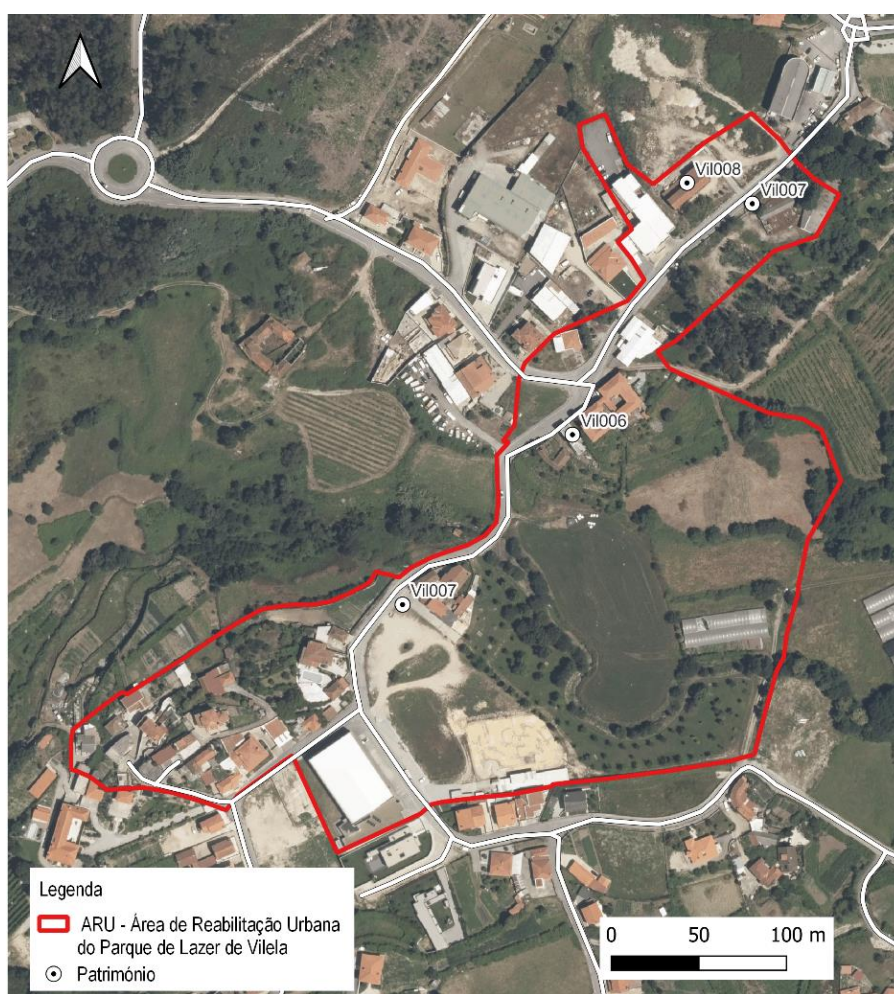 Vil008
Vil007
Vil006
Vil007
Legenda
ARU - Área de Reabilitação Urbana
do Parque de Lazer de Vilela
Património
0 50 100 m